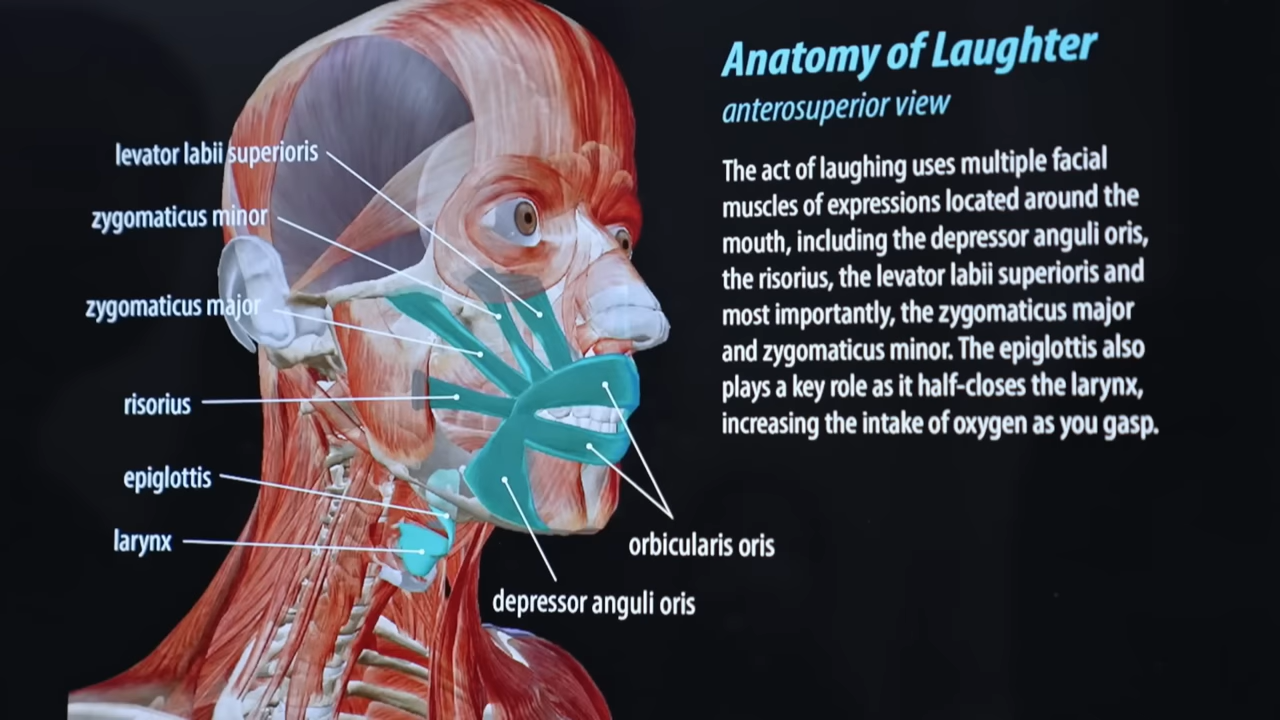 Anatomy of Laughter
anterosuperior view
The act of laughing uses multiple facial
muscles of expressions located around the
mouth, including the depressor anguli oris,
the risorius, the levator labii superioris and
most importantly, the zygomaticus major
and zygomaticus minor. The epiglottis also
plays a key role as it half-closes the larynx,
increasing the intake of oxygen as you gasp.
levator labii superioris
zygomaticus minor
zygomaticus major
risorius
epiglottis
larynx
orbicularis oris
depressor anguli oris